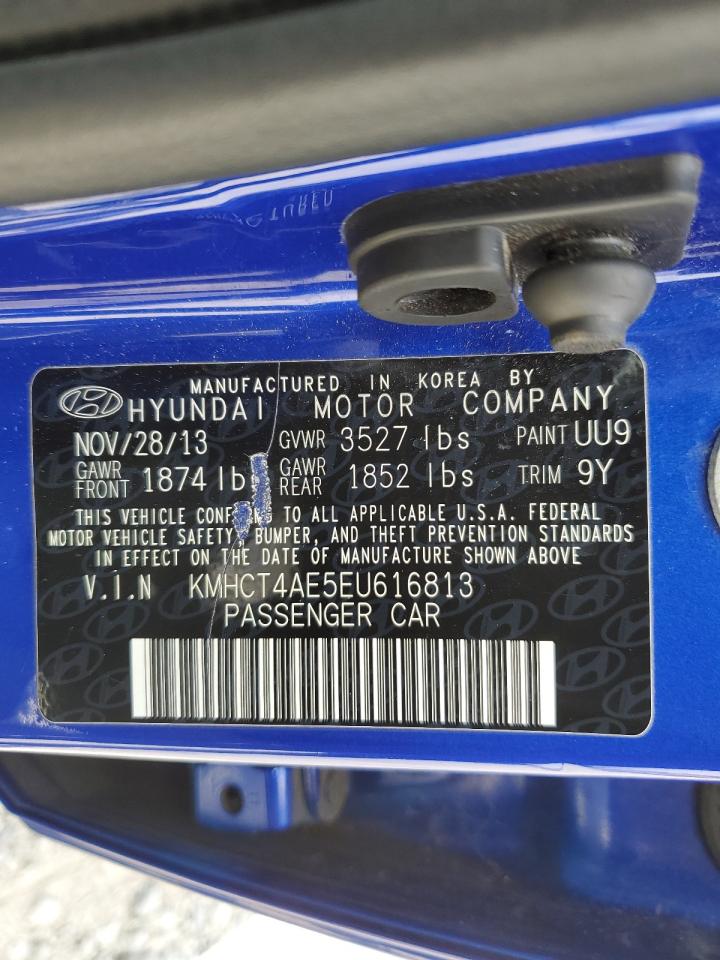 MANUFACTURED IN KOREA BY
HYUNDAI MOTOR COMPANY
NOV/28/13 GVWR 3527 lbs PAINT UU9
GAWR FRONT 1874 lb GAWR REAR 1852 lbs TRIM 9Y
THIS VEHICLE TO ALL APPLICABLE U.S.A. FEDERAL
MOTOR VEHICLE SAFETY, BUMPER, AND THEFT PREVENTION STANDARDS
IN EFFECT ON THE DATE OF MANUFACTURE SHOWN ABOVE
V.I.N KMHCT4AE5EU616813
PASSENGER CAR